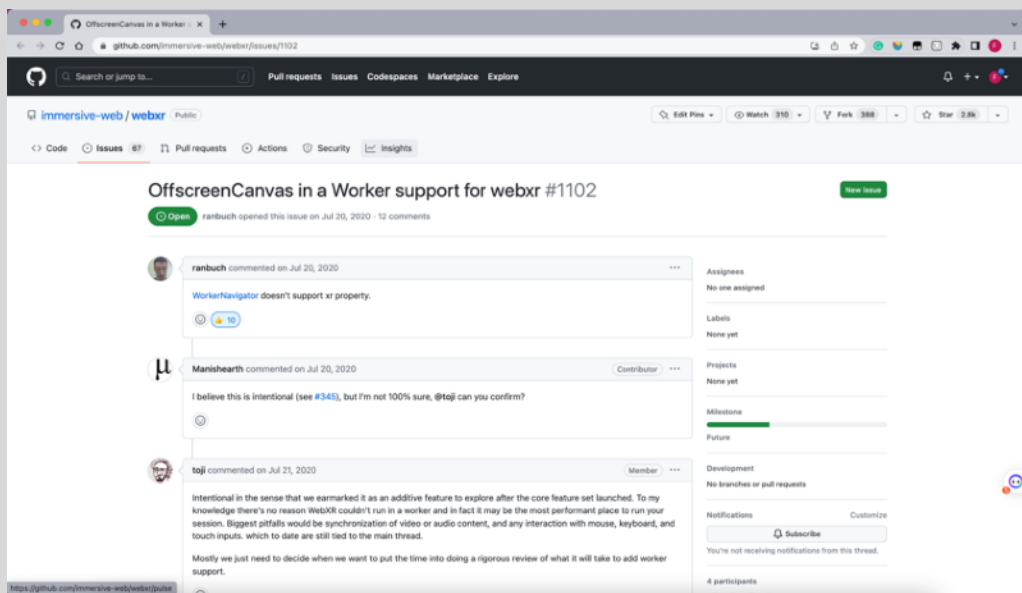 OffscreenCanvas in a Worker s
github.com/immersive-web/webxr/issues/1102
Search or jump to...
/
Pull requests Issues Codespaces Marketplace Explore
immersive-web / webxr Public
Edit Pins Watch 310 Fork 388 Star 2.8k
Code Issues 67 Pull requests Actions Security Insights
OffscreenCanvas in a Worker support for webxr #1102
New issue
Open ranbuch opened this issue on Jul 20, 2020 · 12 comments
ranbuch commented on Jul 20, 2020
WorkerNavigator doesn't support xr property.
👍 10
Manishearth commented on Jul 20, 2020
Contributor
I believe this is intentional (see #345), but I'm not 100% sure, @toji can you confirm?
toji commented on Jul 21, 2020
Member
Intentional in the sense that we earmarked it as an additive feature to explore after the core feature set launched. To my
knowledge there's no reason WebXR couldn't run in a worker and in fact it may be the most performant place to run your
session. Biggest pitfalls would be synchronization of video or audio content, and any interaction with mouse, keyboard, and
touch inputs. which to date are still tied to the main thread.
Mostly we just need to decide when we want to put the time into doing a rigorous review of what it will take to add worker
support.
Assignees
No one assigned
Labels
None yet
Projects
None yet
Milestone
Future
Development
No branches or pull requests
Notifications Customize
Subscribe
You're not receiving notifications from this thread.
4 participants
https://github.com/immersive-web/webxr/pulse